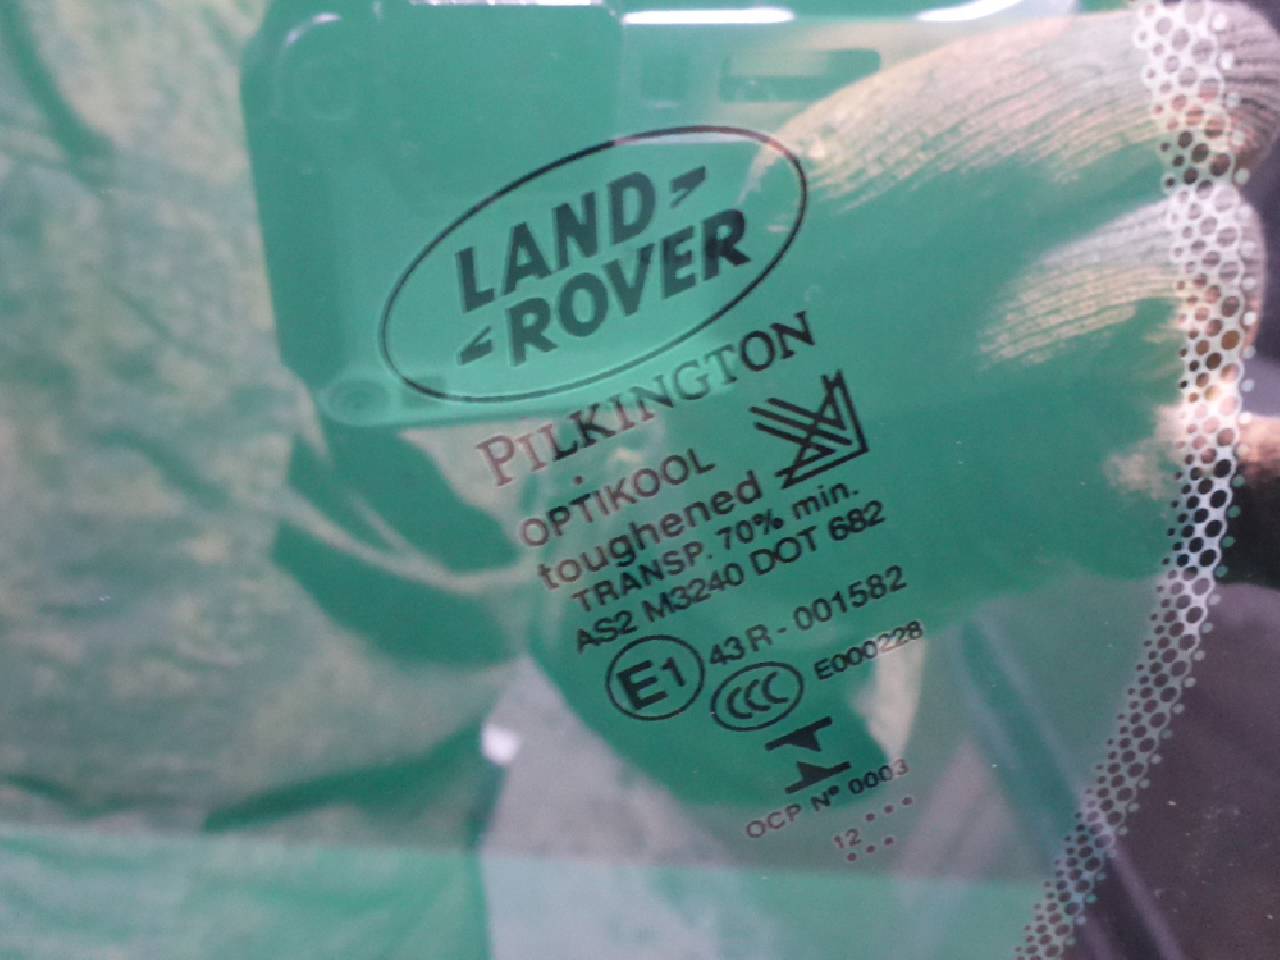 LAND
ROVER
PILKINGTON
OPTIKOOL
toughened
TRANSP. 70% min.
AS2 M3240 DOT 682
E1 43 R - 001582
CCC E000228
OCP Nº 0003
12